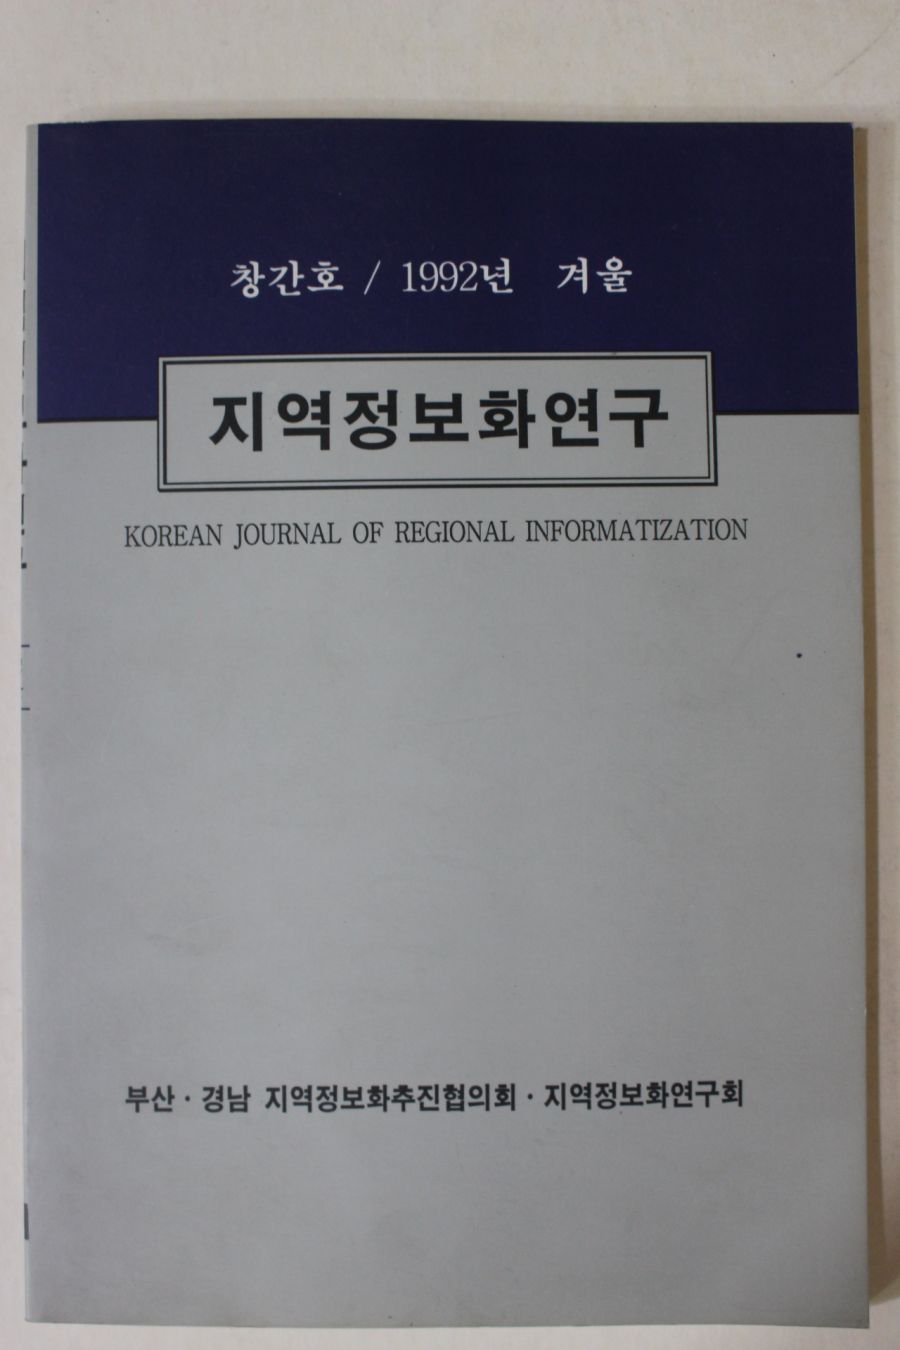 창간호 / 1992년 겨울
지역정보화연구
KOREAN JOURNAL OF REGIONAL INFORMATIZATION
부산·경남 지역정보화추진협의회·지역정보화연구회